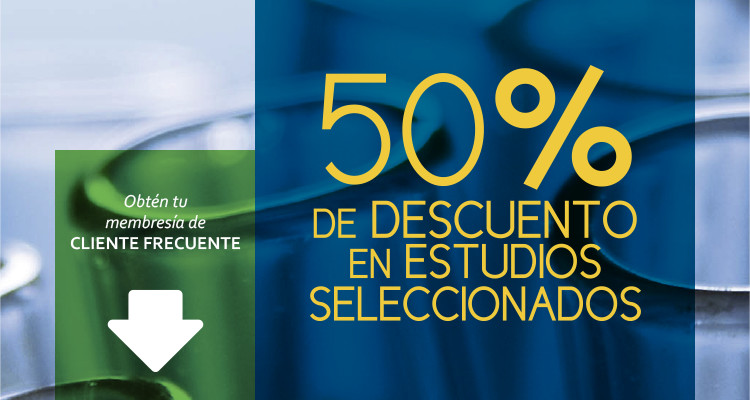 Obtén tu
membresía de
CLIENTE FRECUENTE
50%
DE DESCUENTO
EN ESTUDIOS
SELECCIONADOS